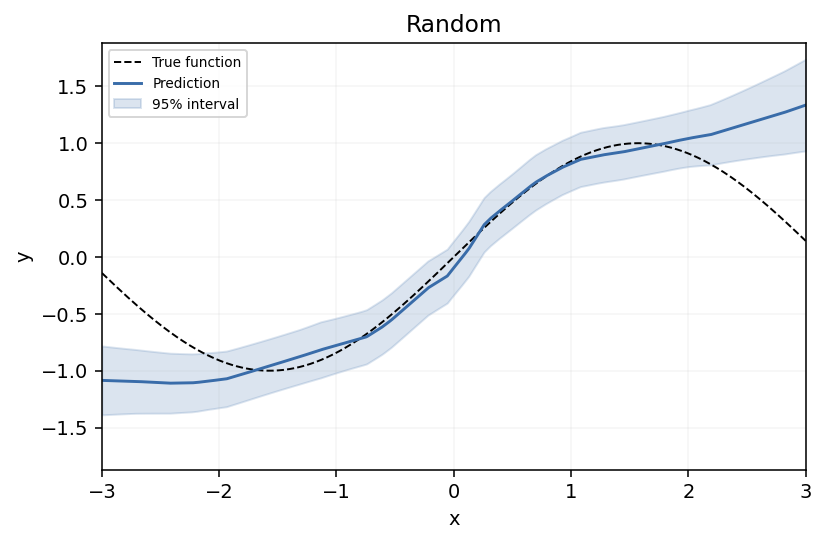 Random
True function
Prediction
95% interval
1.5
1.0
0.5
0.0
−0.5
−1.0
−1.5
y
−3 −2 −1 0 1 2 3
x